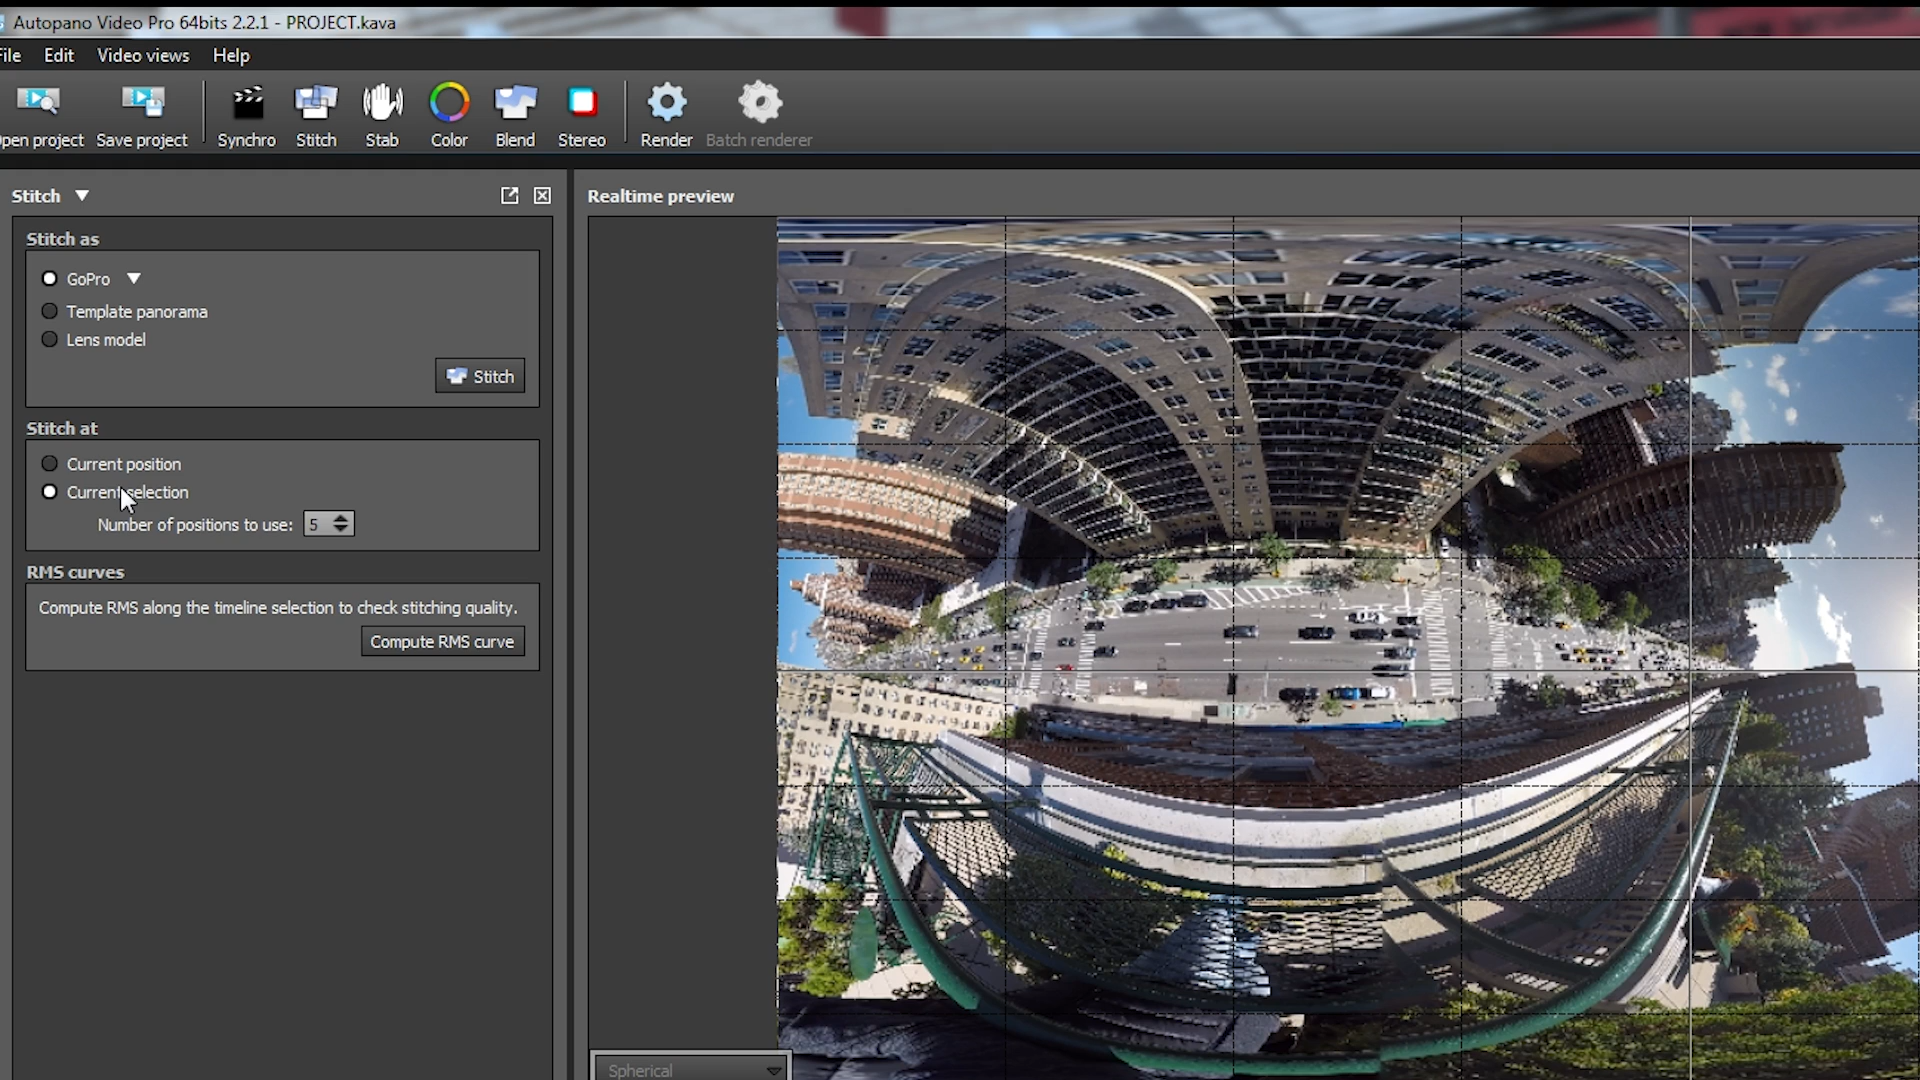 Autopano Video Pro 64bits 2.2.1 - PROJECT.kava
File Edit Video views Help
Open project Save project Synchro Stitch Stab Color Blend Stereo Render Batch renderer
Stitch
Realtime preview
Stitch as
GoPro
Template panorama
Lens model
Stitch
Stitch at
Current position
Current selection
Number of positions to use: 5
RMS curves
Compute RMS along the timeline selection to check stitching quality.
Compute RMS curve
Spherical